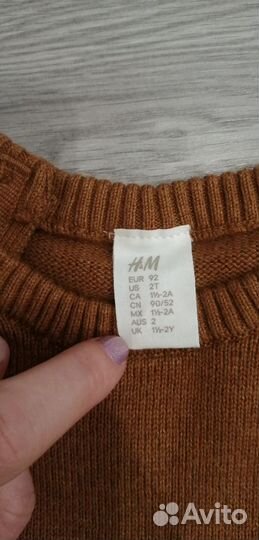 H&M
EUR 92
US 2T
CA 1½-2A
CN 90/52
MX 1½-2A
AUS 2
UK 1½-2Y
Avito